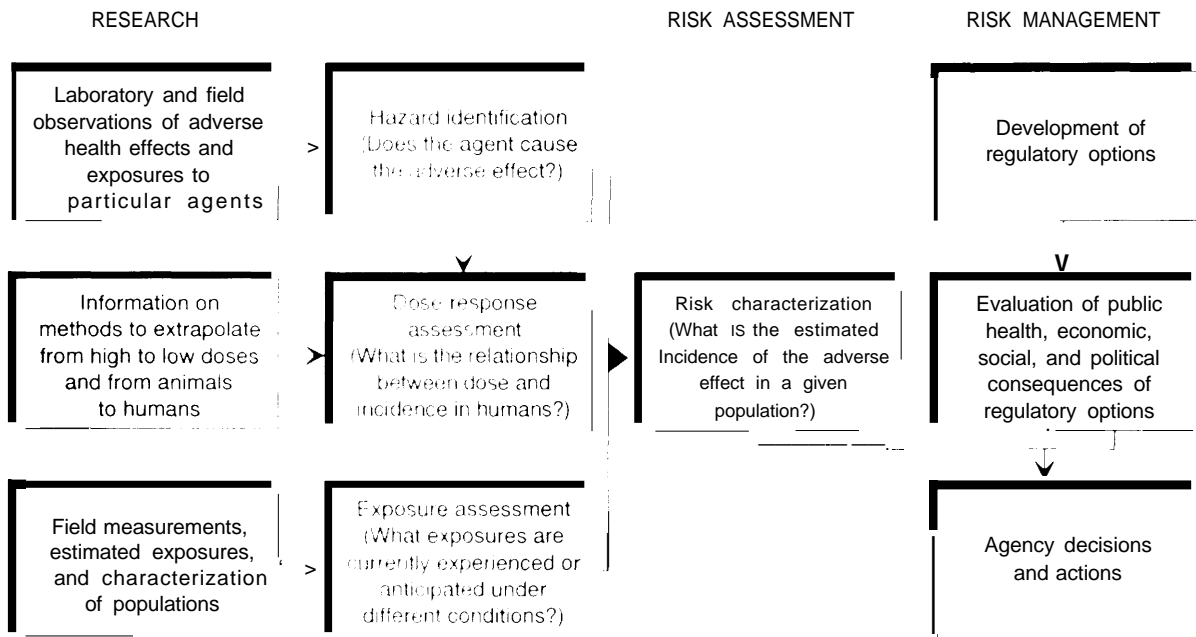 RESEARCH
RISK ASSESSMENT
RISK MANAGEMENT
Laboratory and field
observations of adverse
health effects and
exposures to
particular agents
>
Hazard identification
(Does the agent cause
the adverse effect?)
Development of
regulatory options
V
Information on
methods to extrapolate
from high to low doses
and from animals
to humans
Dose response
assessment
(What is the relationship
between dose and
incidence in humans?)
Risk characterization
(What IS the estimated
Incidence of the adverse
effect in a given
population?)
Evaluation of public
health, economic,
social, and political
consequences of
regulatory options
Field measurements,
estimated exposures,
and characterization
of populations
>
Exposure assessment
(What exposures are
currently experienced or
anticipated under
different conditions?)
Agency decisions
and actions